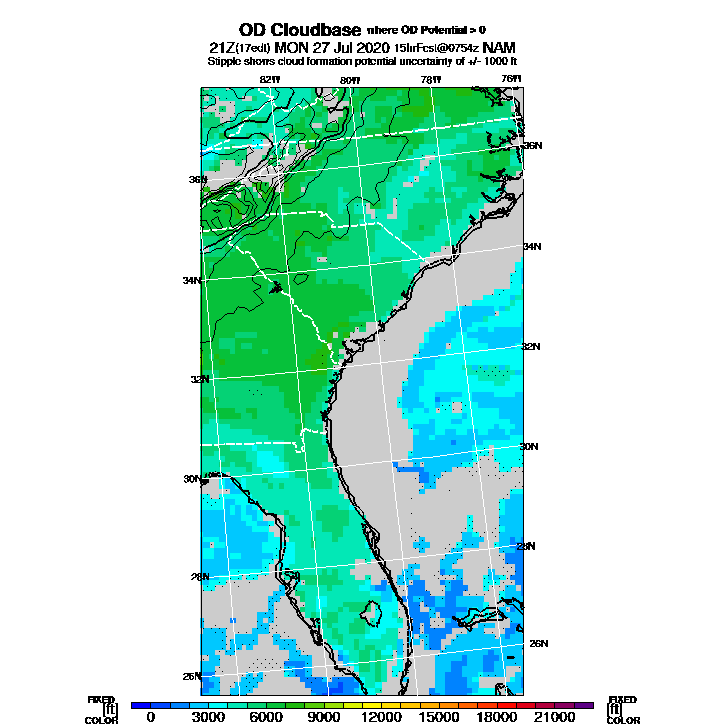 OD Cloudbase where OD Potential > 0
21Z(17edt) MON 27 Jul 2020 15hrFcst@0754z NAM
Stipple shows cloud formation potential uncertainty of +/- 1000 ft
82W 80W 78W 76W
36N 36N
34N 34N
32N 32N
30N 30N
28N 28N
26N 26N
FIXED [ft] COLOR
0 3000 6000 9000 12000 15000 18000 21000
FIXED [ft] COLOR